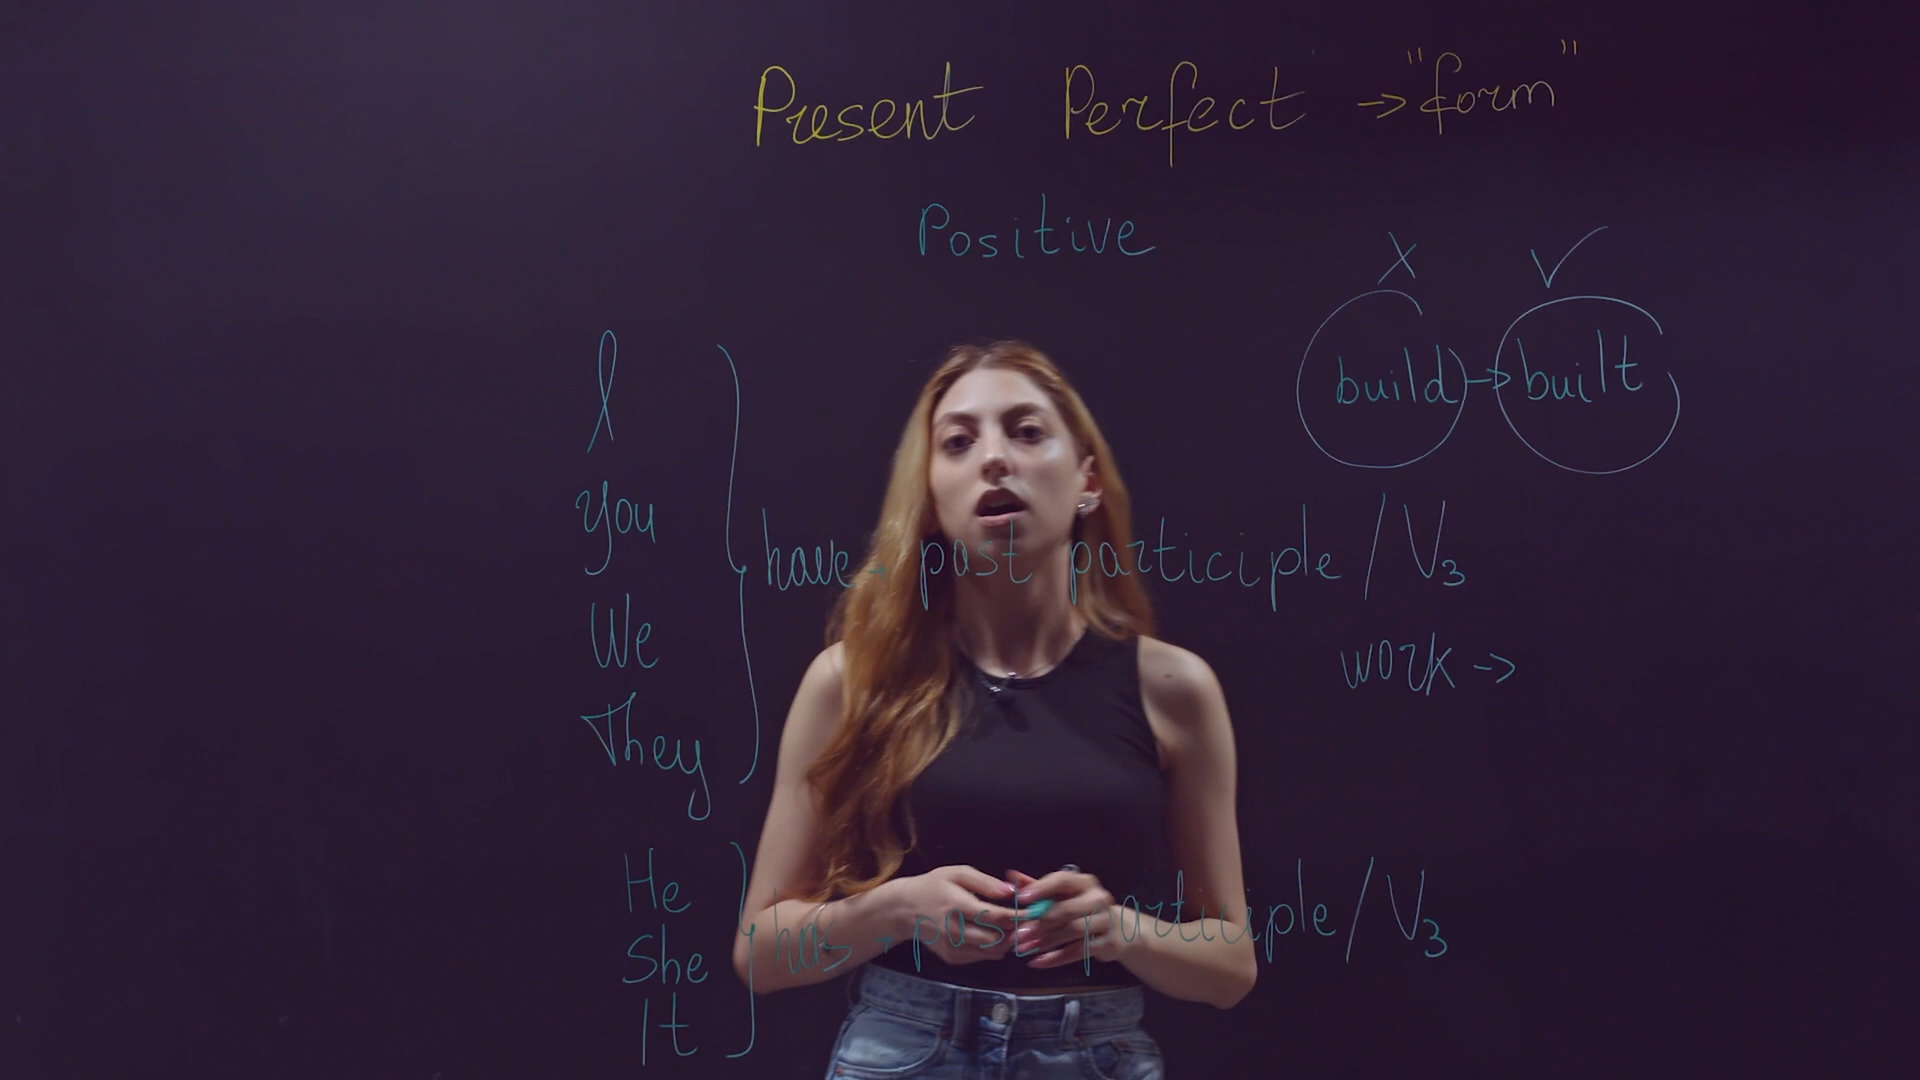 Present Perfect → "form"
Positive
X ✓
build → built
I
You
We
They
have + past participle / V3
work →
He
She
It
has + past participle / V3